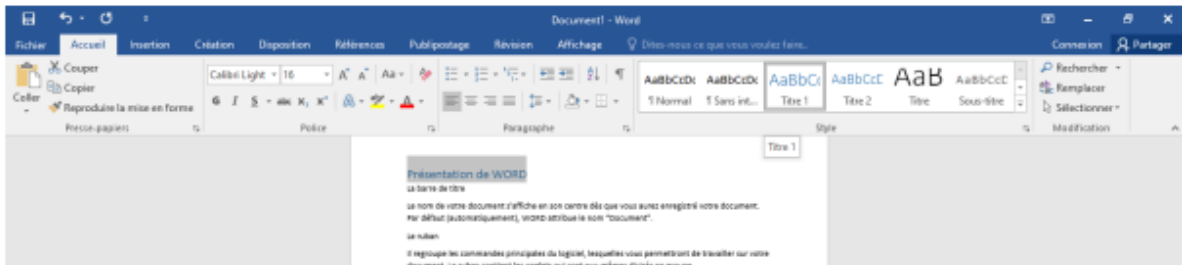 Document1 - Word
Fichier Accueil Insertion Création Disposition Références Publipostage Révision Affichage Dites-nous ce que vous voulez faire... Connexion Partager
Coller
Couper
Copier
Reproduire la mise en forme
Presse-papiers
Calibri Light 16 Aa
G I S abc X, X²
Police
Paragraphe
AaBbCcDc AaBbCcDc AaBbCc AaBbCcC AaB AaBbCcC
¶ Normal ¶ Sans int... Titre 1 Titre 2 Titre Sous-titre
Style
Rechercher
Remplacer
Sélectionner
Modification
Titre 1
Présentation de WORD
La barre de titre
Le nom de votre document s'affiche en son centre dès que vous aurez enregistré votre document.
Par défaut (automatiquement), WORD attribue le nom "Document".
Le ruban
Il regroupe les commandes principales du logiciel, lesquelles vous permettront de travailler sur votre